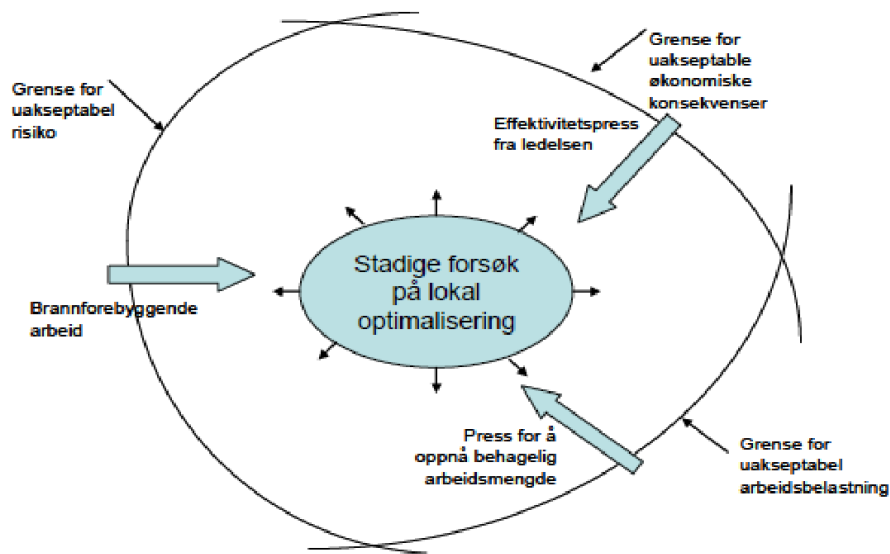 Grense for
uakseptable
økonomiske
konsekvenser
Grense for
uakseptabel
risiko
Effektivitetspress
fra ledelsen
Stadige forsøk
på lokal
optimalisering
Brannforebyggende
arbeid
Press for å
oppnå behagelig
arbeidsmengde
Grense for
uakseptabel
arbeidsbelastning